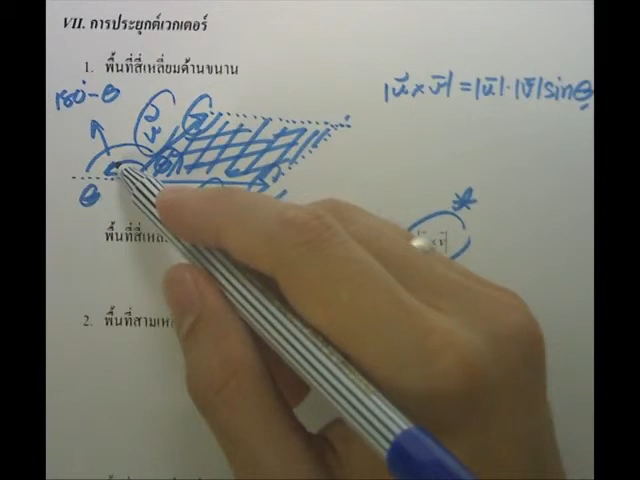 VII. การประยุกต์เวกเตอร์
1. พื้นที่สี่เหลี่ยมด้านขนาน
180-θ
|ū × v̄| = |ū|·|v̄|sinθ
θ
พื้นที่สี่เหลี่
× v̄|
2. พื้นที่สามเห